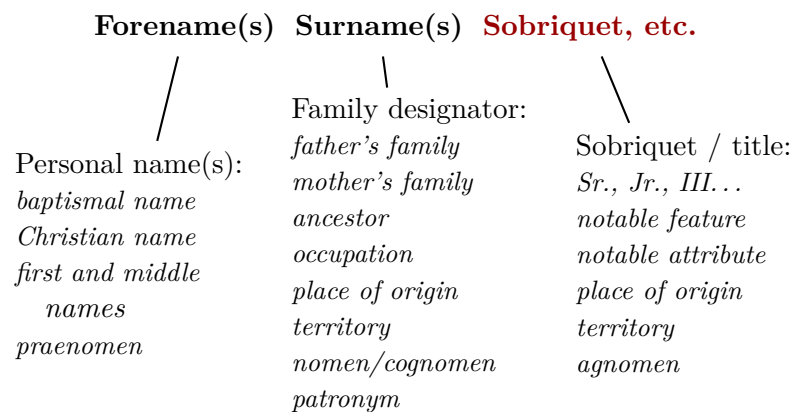 Forename(s) Surname(s) Sobriquet, etc.
Personal name(s):
baptismal name
Christian name
first and middle
names
praenomen
Family designator:
father's family
mother's family
ancestor
occupation
place of origin
territory
nomen/cognomen
patronym
Sobriquet / title:
Sr., Jr., III...
notable feature
notable attribute
place of origin
territory
agnomen